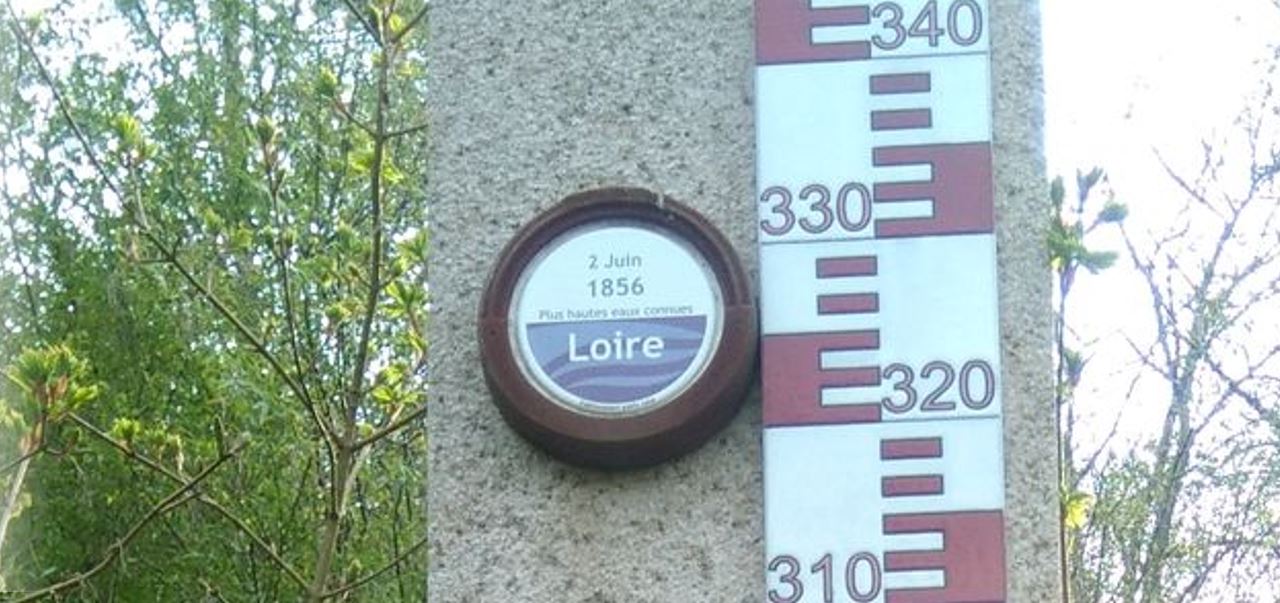 2 Juin
1856
Plus hautes eaux connues
Loire
340
330
320
310